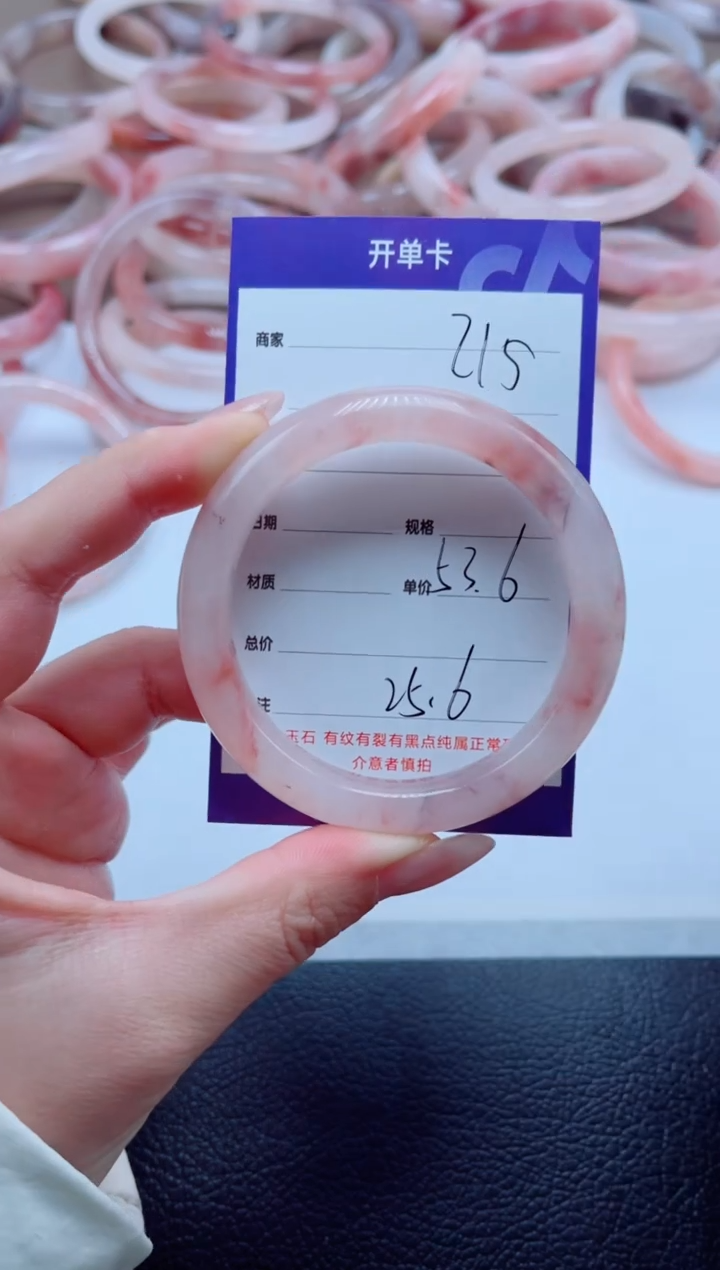 开单卡
商家 215
日期 规格
材质 单价 53.6
总价
25.6
玉石 有纹有裂有黑点纯属正常
介意者慎拍